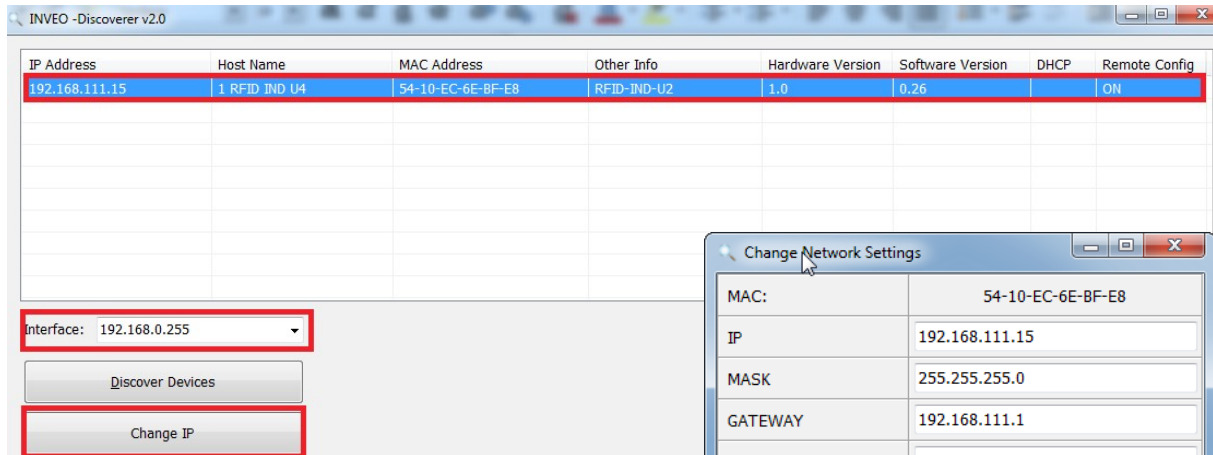 INVEO -Discoverer v2.0
IP Address Host Name MAC Address Other Info Hardware Version Software Version DHCP Remote Config
192.168.111.15 1 RFID IND U4 54-10-EC-6E-BF-E8 RFID-IND-U2 1.0 0.26 ON
Interface: 192.168.0.255
Discover Devices
Change IP
Change Network Settings
MAC: 54-10-EC-6E-BF-E8
IP 192.168.111.15
MASK 255.255.255.0
GATEWAY 192.168.111.1